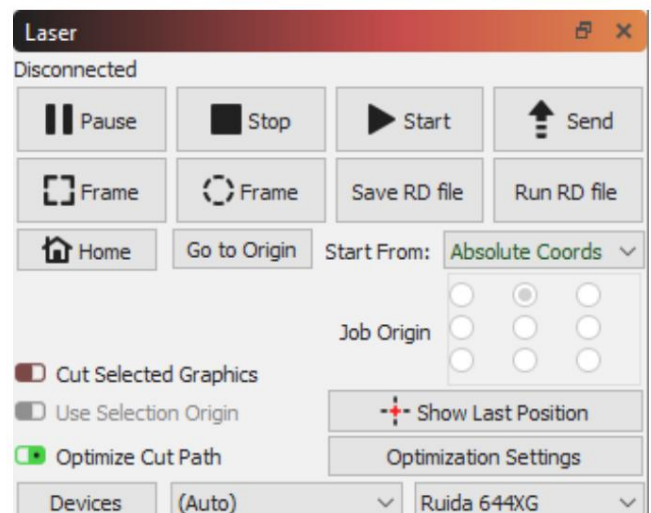 Laser
Disconnected
Pause Stop Start Send
Frame Frame Save RD file Run RD file
Home Go to Origin Start From: Absolute Coords
Job Origin
Cut Selected Graphics
Use Selection Origin Show Last Position
Optimize Cut Path Optimization Settings
Devices (Auto) Ruida 644XG